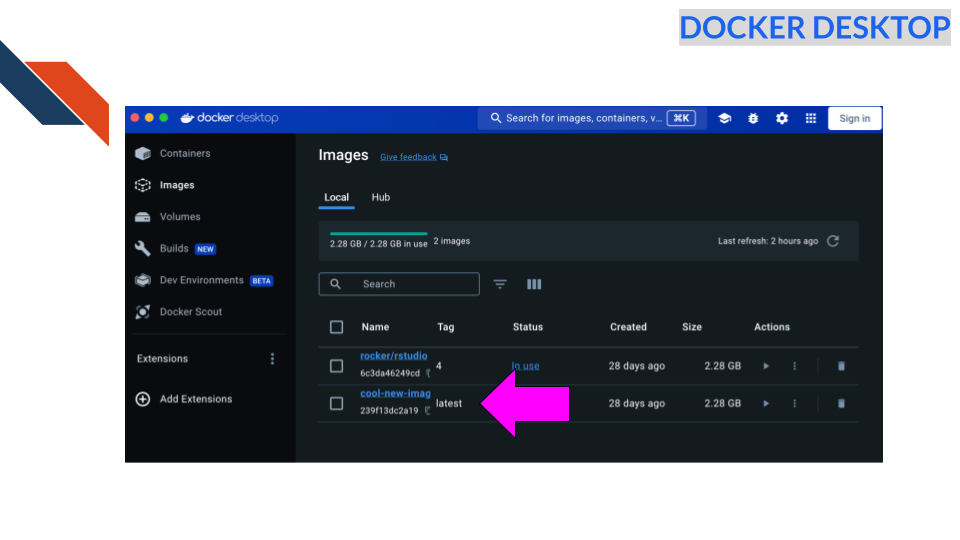 DOCKER DESKTOP
docker desktop
Search for images, containers, v... ⌘K
Sign in
Containers
Images
Volumes
Builds NEW
Dev Environments BETA
Docker Scout
Extensions
Add Extensions
Images Give feedback
Local Hub
2.28 GB / 2.28 GB in use 2 images
Last refresh: 2 hours ago
Search
Name Tag Status Created Size Actions
rocker/rstudio
6c3da46249cd
4 In use 28 days ago 2.28 GB
cool-new-imag
239f13dc2a19
latest 28 days ago 2.28 GB